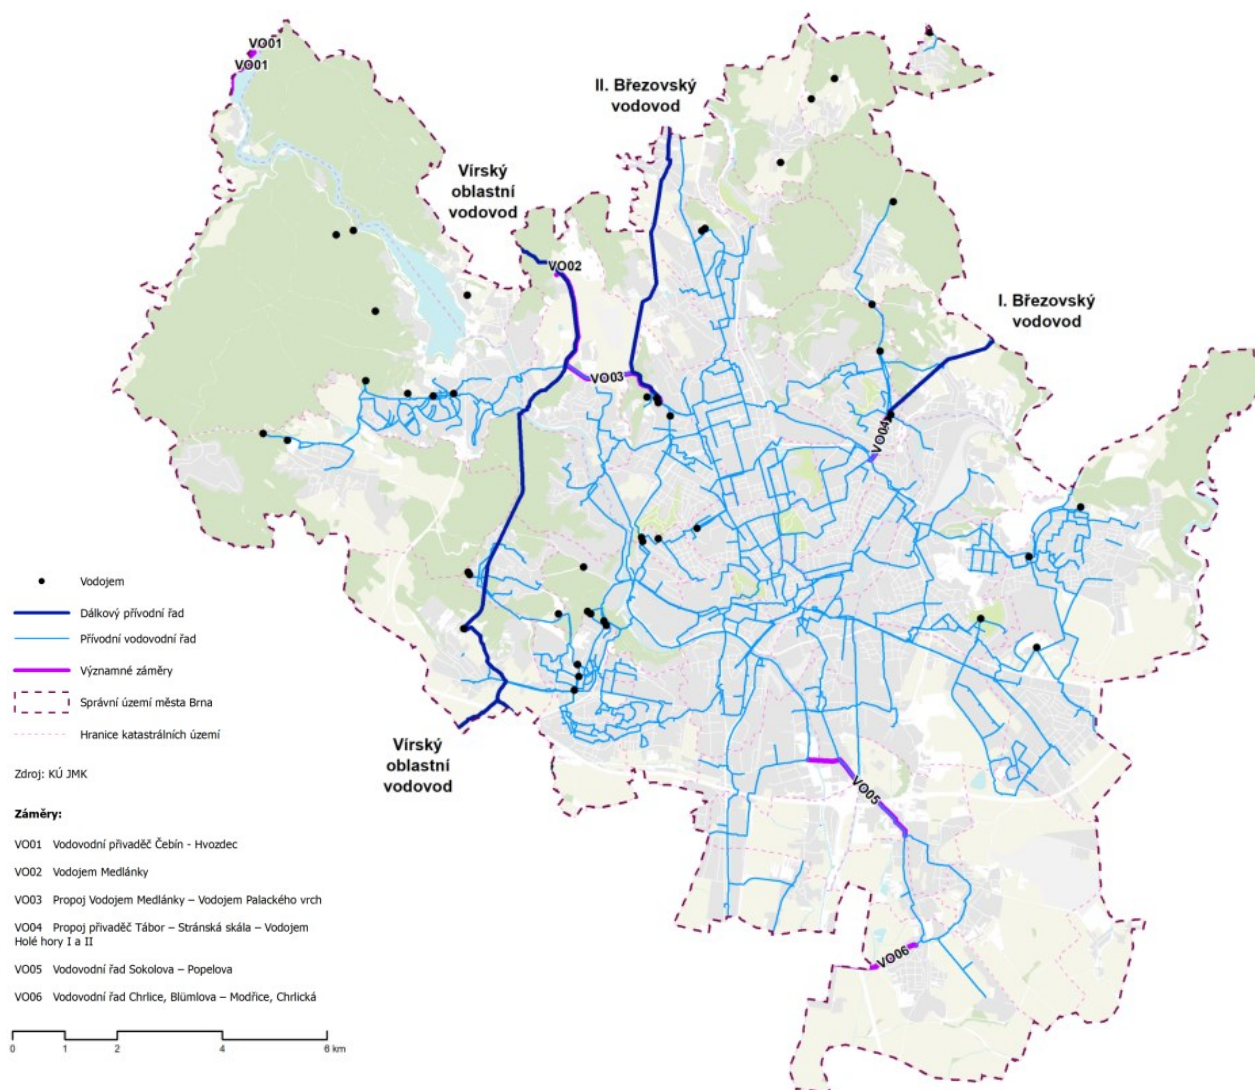 VO01
VO01
II. Březovský
vodovod
Vírský
oblastní
vodovod
VO02
I. Březovský
vodovod
VO03
VO04
Vodojem
Dálkový přívodní řad
Přívodní vodovodní řad
Významné záměry
Správní území města Brna
Hranice katastrálních území
Vírský
oblastní
vodovod
VO05
VO06
Zdroj: KÚ JMK
Záměry:
VO01 Vodovodní přivaděč Čebín - Hvozdec
VO02 Vodojem Medlánky
VO03 Propoj Vodojem Medlánky – Vodojem Palackého vrch
VO04 Propoj přivaděč Tábor – Stránská skála – Vodojem
Holé hory I a II
VO05 Vodovodní řad Sokolova – Popelova
VO06 Vodovodní řad Chrlice, Blümlova – Modřice, Chrlická
0 1 2 4 6 km